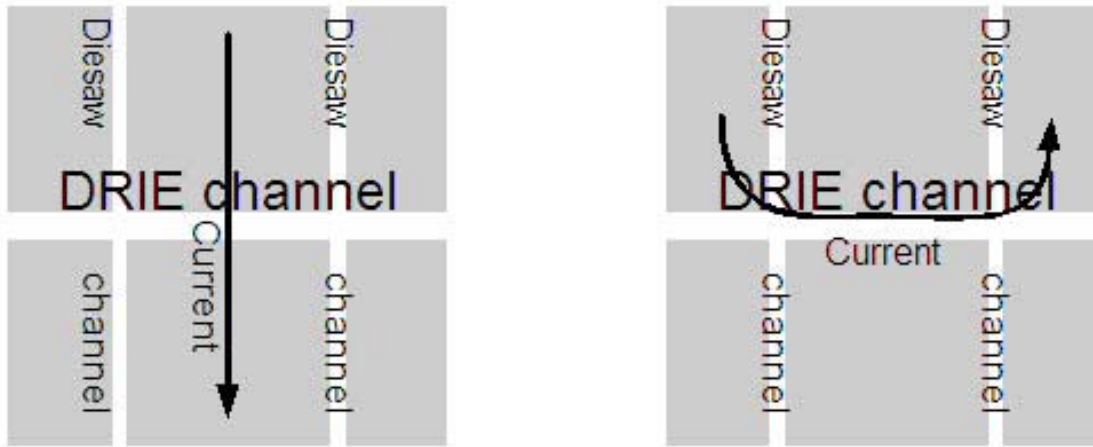 Diesaw
Diesaw
DRIE channel
Current
channel
channel
Diesaw
Diesaw
DRIE channel
Current
channel
channel